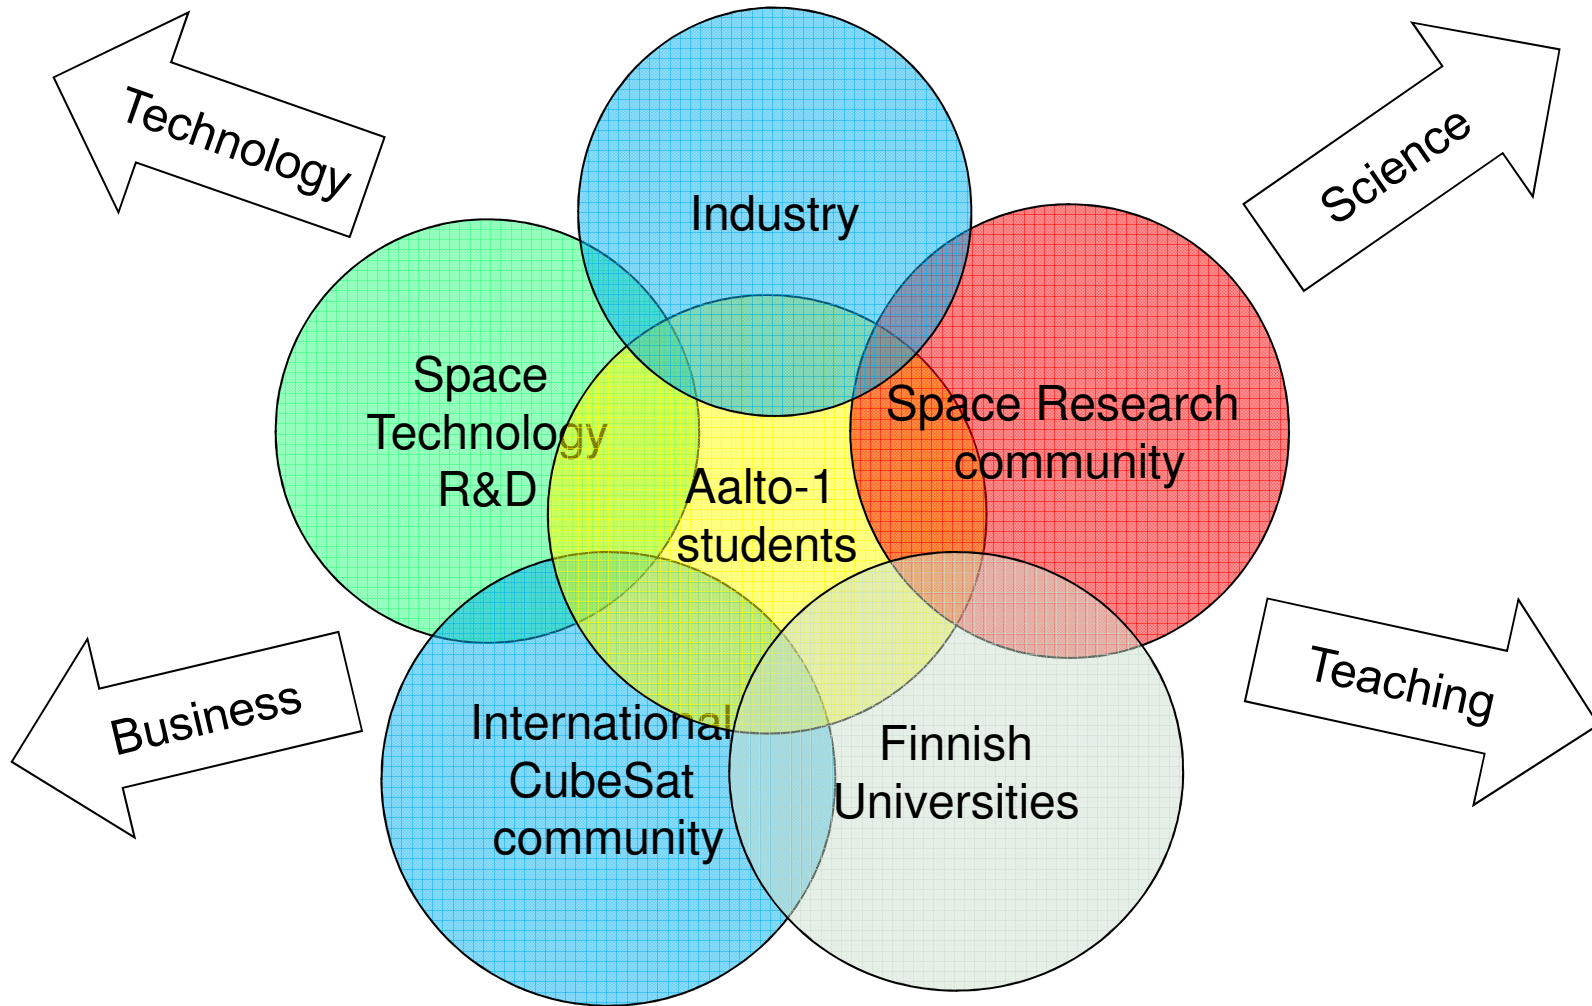 Technology
Science
Industry
Space
Technology
R&D
Space Research
community
Aalto-1
students
Business
Teaching
International
CubeSat
community
Finnish
Universities